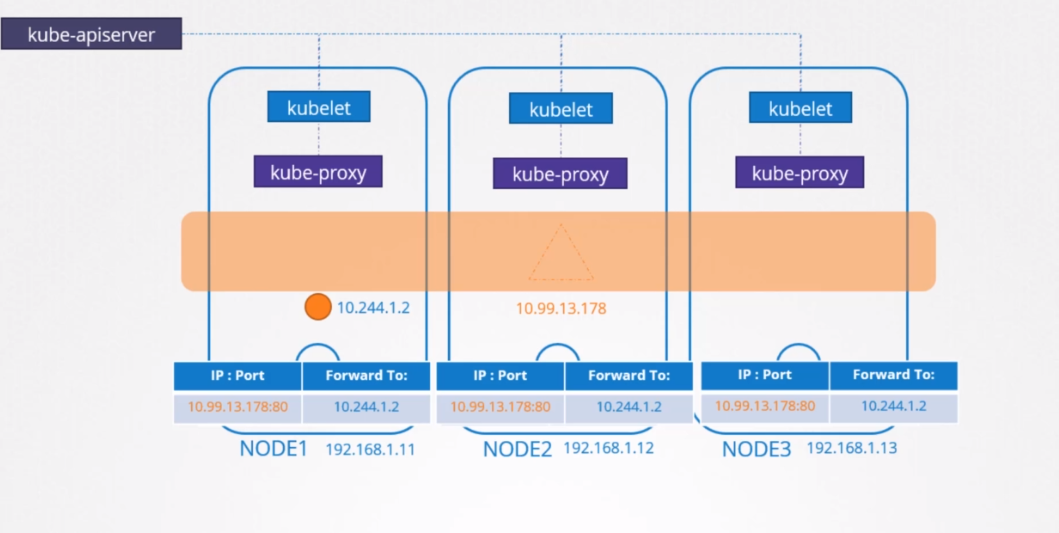 kube-apiserver
kubelet
kubelet
kubelet
kube-proxy
kube-proxy
kube-proxy
10.244.1.2
10.99.13.178
IP : Port Forward To:
10.99.13.178:80 10.244.1.2
IP : Port Forward To:
10.99.13.178:80 10.244.1.2
IP : Port Forward To:
10.99.13.178:80 10.244.1.2
NODE1 192.168.1.11
NODE2 192.168.1.12
NODE3 192.168.1.13